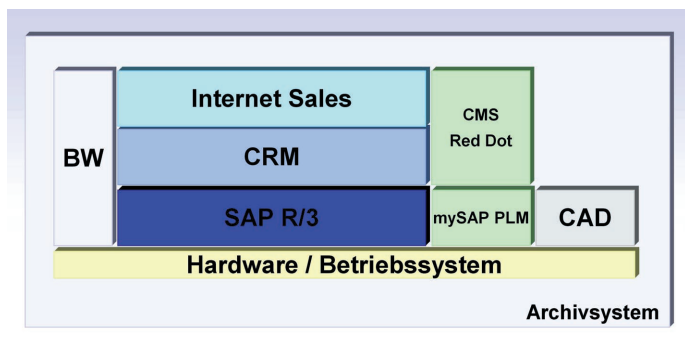 Internet Sales
CMS
Red Dot
BW
CRM
SAP R/3
mySAP PLM
CAD
Hardware / Betriebssystem
Archivsystem